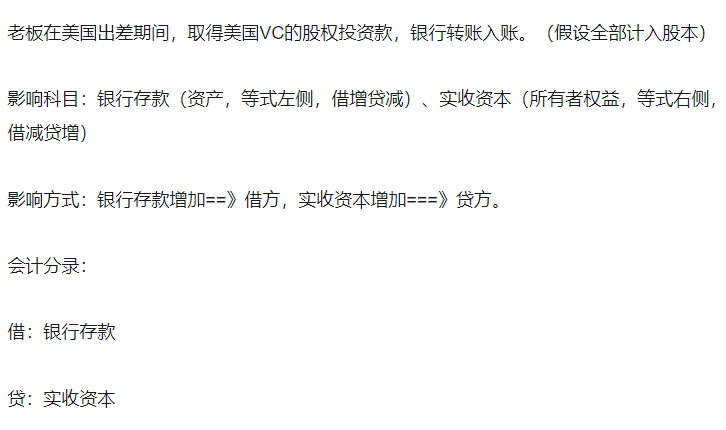 老板在美国出差期间，取得美国VC的股权投资款，银行转账入账。（假设全部计入股本）
影响科目：银行存款（资产，等式左侧，借增贷减）、实收资本（所有者权益，等式右侧，
借减贷增）
影响方式：银行存款增加==》借方，实收资本增加===》贷方。
会计分录：
借：银行存款
贷：实收资本